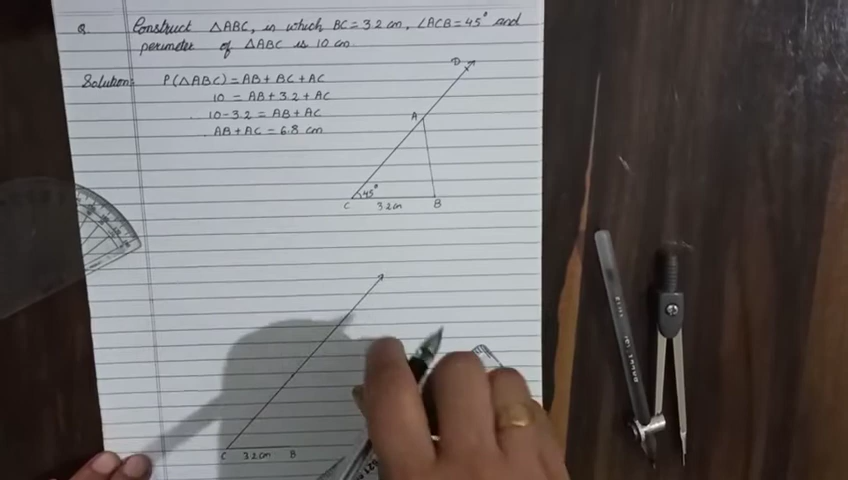 Q. Construct △ABC, in which BC = 3.2 cm, ∠ACB = 45° and
perimeter of △ABC is 10 cm.
Solution:- P(△ABC) = AB + BC + AC
10 = AB + 3.2 + AC
10 - 3.2 = AB + AC
AB + AC = 6.8 cm
D
A
45°
C 3.2 cm B
C 3.2 cm B